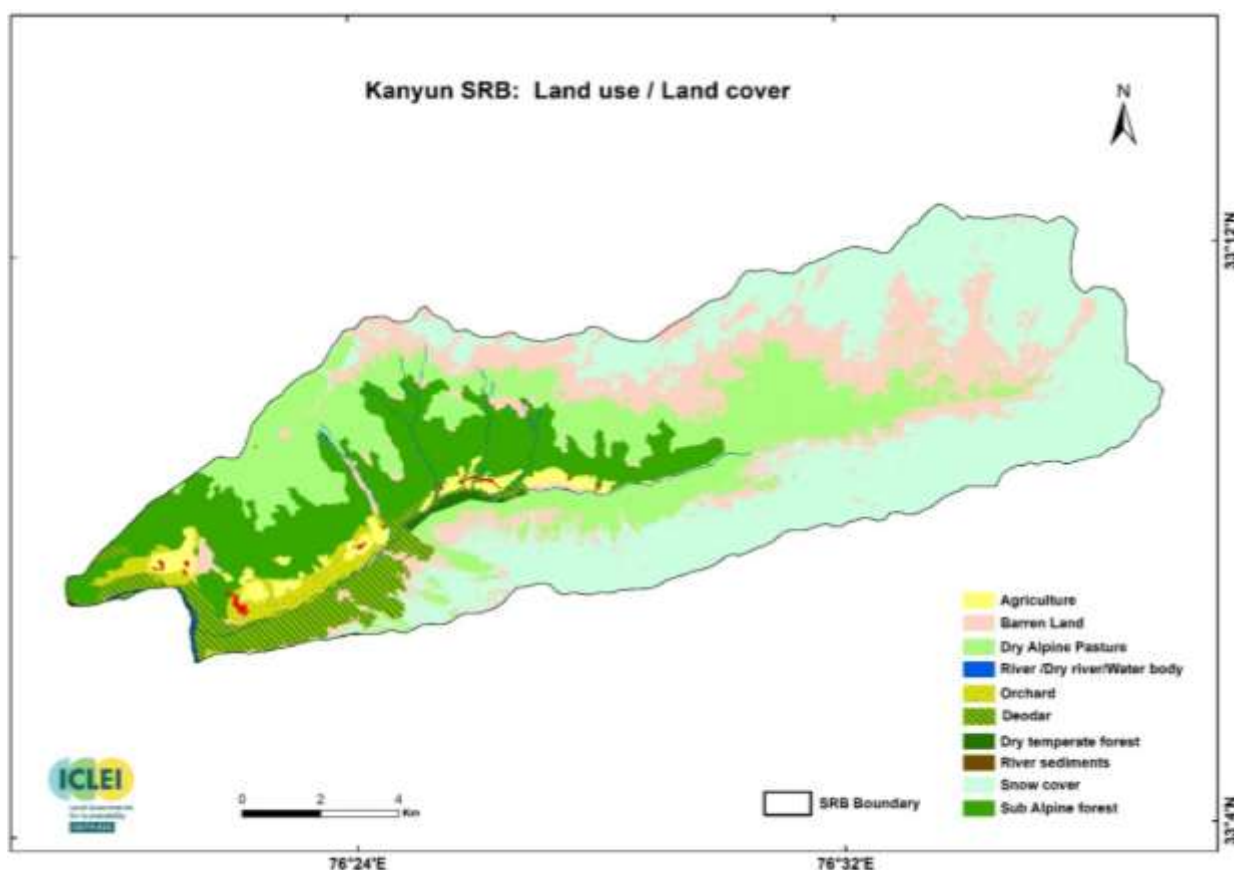 Kanyun SRB: Land use / Land cover
N
33°12'N
Agriculture
Barren Land
Dry Alpine Pasture
River /Dry river/Water body
Orchard
Deodar
Dry temperate forest
River sediments
Snow cover
Sub Alpine forest
ICLEI
0 2 4
Km
SRB Boundary
33°4'N
76°24'E 76°32'E